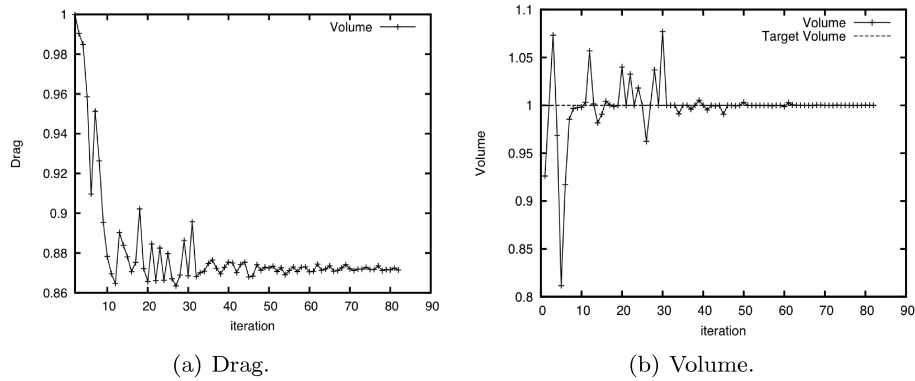 1
0.98
0.96
0.94
0.92
0.9
0.88
0.86
Drag
Volume
10 20 30 40 50 60 70 80 90
iteration
(a) Drag.
1.1
1.05
1
0.95
0.9
0.85
0.8
Volume
Volume
Target Volume
0 10 20 30 40 50 60 70 80 90
iteration
(b) Volume.